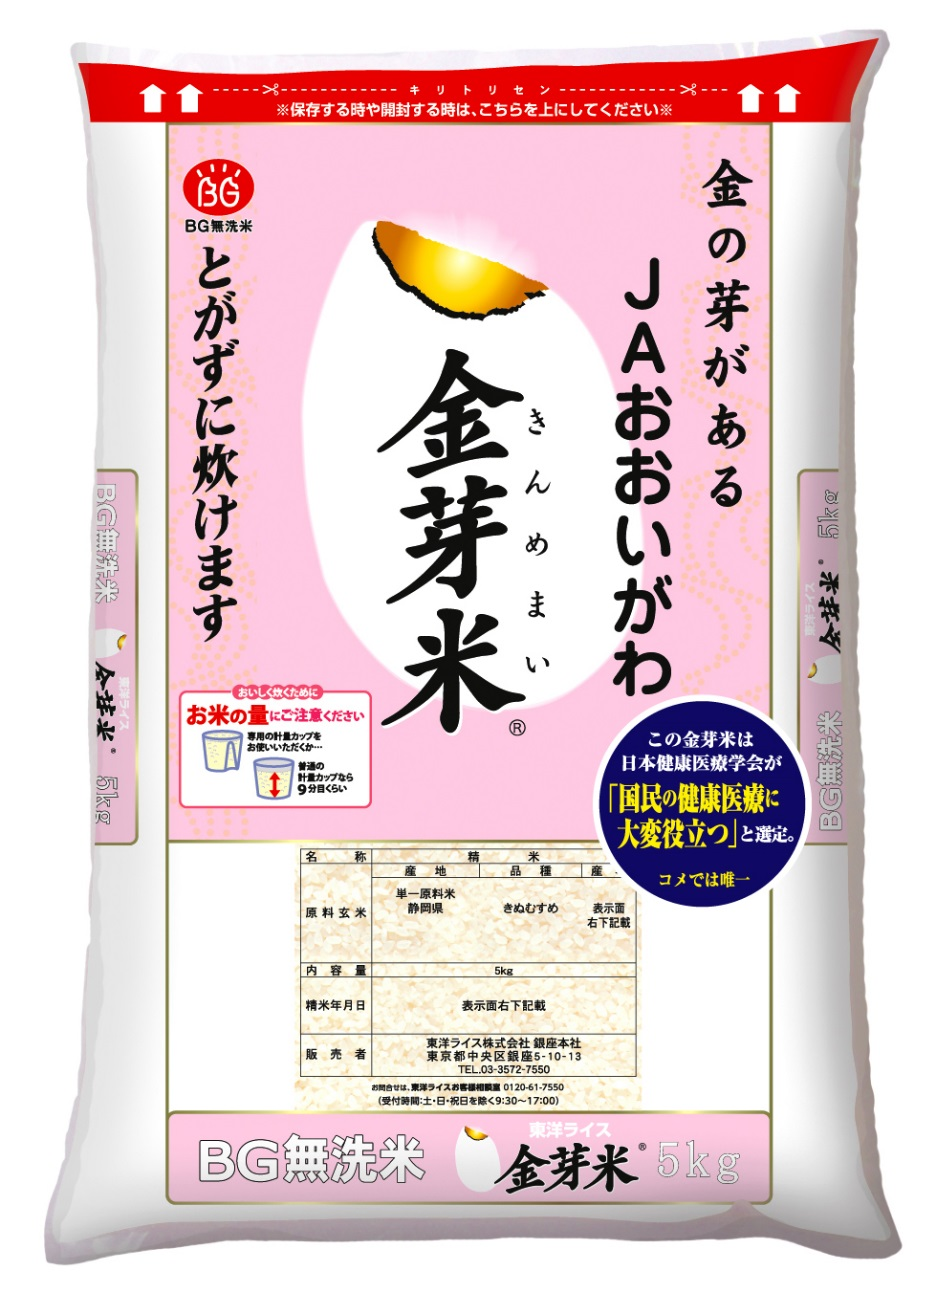 キリトリセン
※保存する時や開封する時は、こちらを上にしてください※
BG
BG無洗米
とがずに炊けます
金の芽がある
JAおおいがわ
金芽米®
きんめまい
おいしく炊くために
お米の量にご注意ください
専用の計量カップを
お使いいただくか…
普通の
計量カップなら
9分目くらい
この金芽米は
日本健康医療学会が
「国民の健康医療に
大変役立つ」と選定。
コメでは唯一
名称 精米
原料玄米 産地 品種 産
単一原料米
静岡県 きぬむすめ 表示面
右下記載
内容量 5kg
精米年月日 表示面右下記載
販売者 東洋ライス株式会社 銀座本社
東京都中央区銀座5-10-13
TEL.03-3572-7550
お問合せは、東洋ライスお客様相談室 0120-61-7550
(受付時間:土・日・祝日を除く9:30〜17:00)
BG無洗米 東洋ライス 金芽米® 5kg
BG無洗米 東洋ライス 金芽米® 5kg
BG無洗米 東洋ライス 金芽米® 5kg